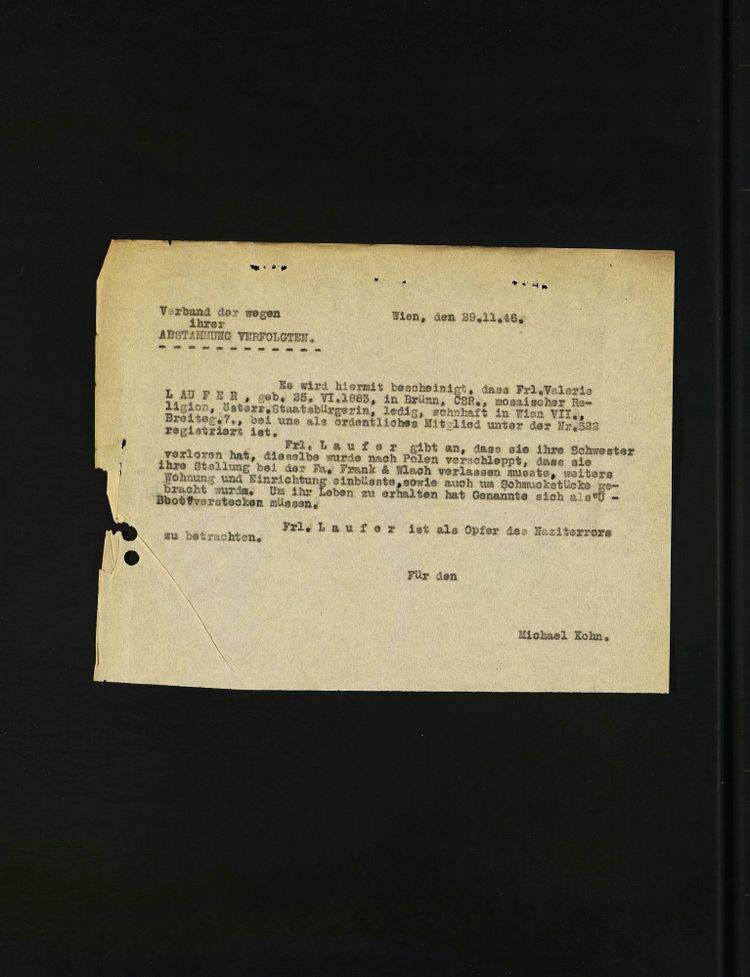 Verband der wegen
ihrer
ABSTAMMUNG VERFOLGTEN.
Wien, den 29.11.46.
Es wird hiermit bescheinigt, dass Frl.Valerie
L A U F E R , geb. 25. VI.1883, in Brünn, CSR., mosaischer Re-
ligion, österr.Staatsbürgerin, ledig, wohnhaft in Wien VII.,
Breiteg.7., bei uns als ordentliches Mitglied unter der Nr.532
registriert ist.
Frl. L a u f e r gibt an, dass sie ihre Schwester
verloren hat, dieselbe wurde nach Polen verschleppt, dass sie
ihre Stellung bei der Fa. Frank & Wlach verlassen musste, weiters
Wohnung und Einrichtung einbüsste,sowie auch um Schmuckstücke ge-
bracht wurde. Um ihr Leben zu erhalten hat Genannte sich als"U -
Bboot"verstecken müssen.
Frl. L a u f e r ist als Opfer des Naziterrors
zu betrachten.
Für den
Michael Kohn.